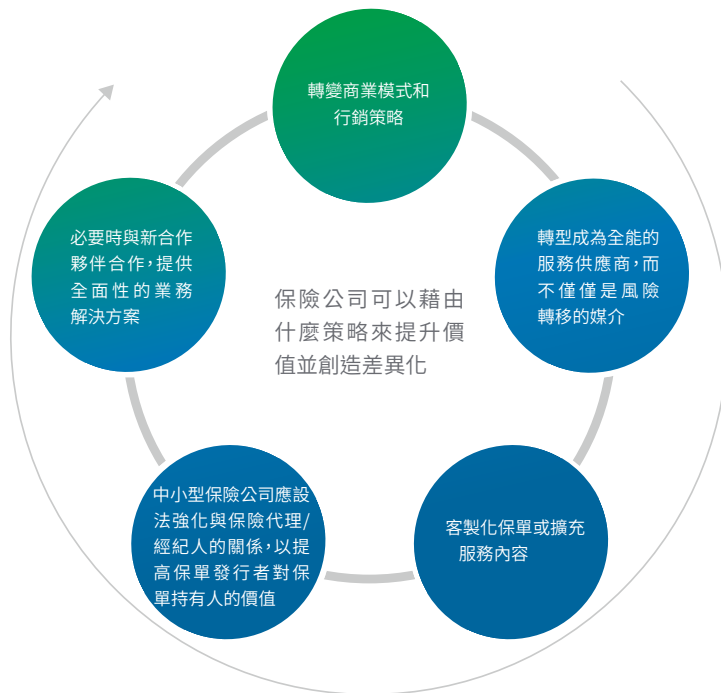 轉變商業模式和
行銷策略
轉型成為全能的
服務供應商，而
不僅僅是風險
轉移的媒介
客製化保單或擴充
服務內容
中小型保險公司應設
法強化與保險代理/
經紀人的關係，以提
高保單發行者對保
單持有人的價值
必要時與新合作
夥伴合作，提供
全面性的業務
解決方案
保險公司可以藉由
什麼策略來提升價
值並創造差異化